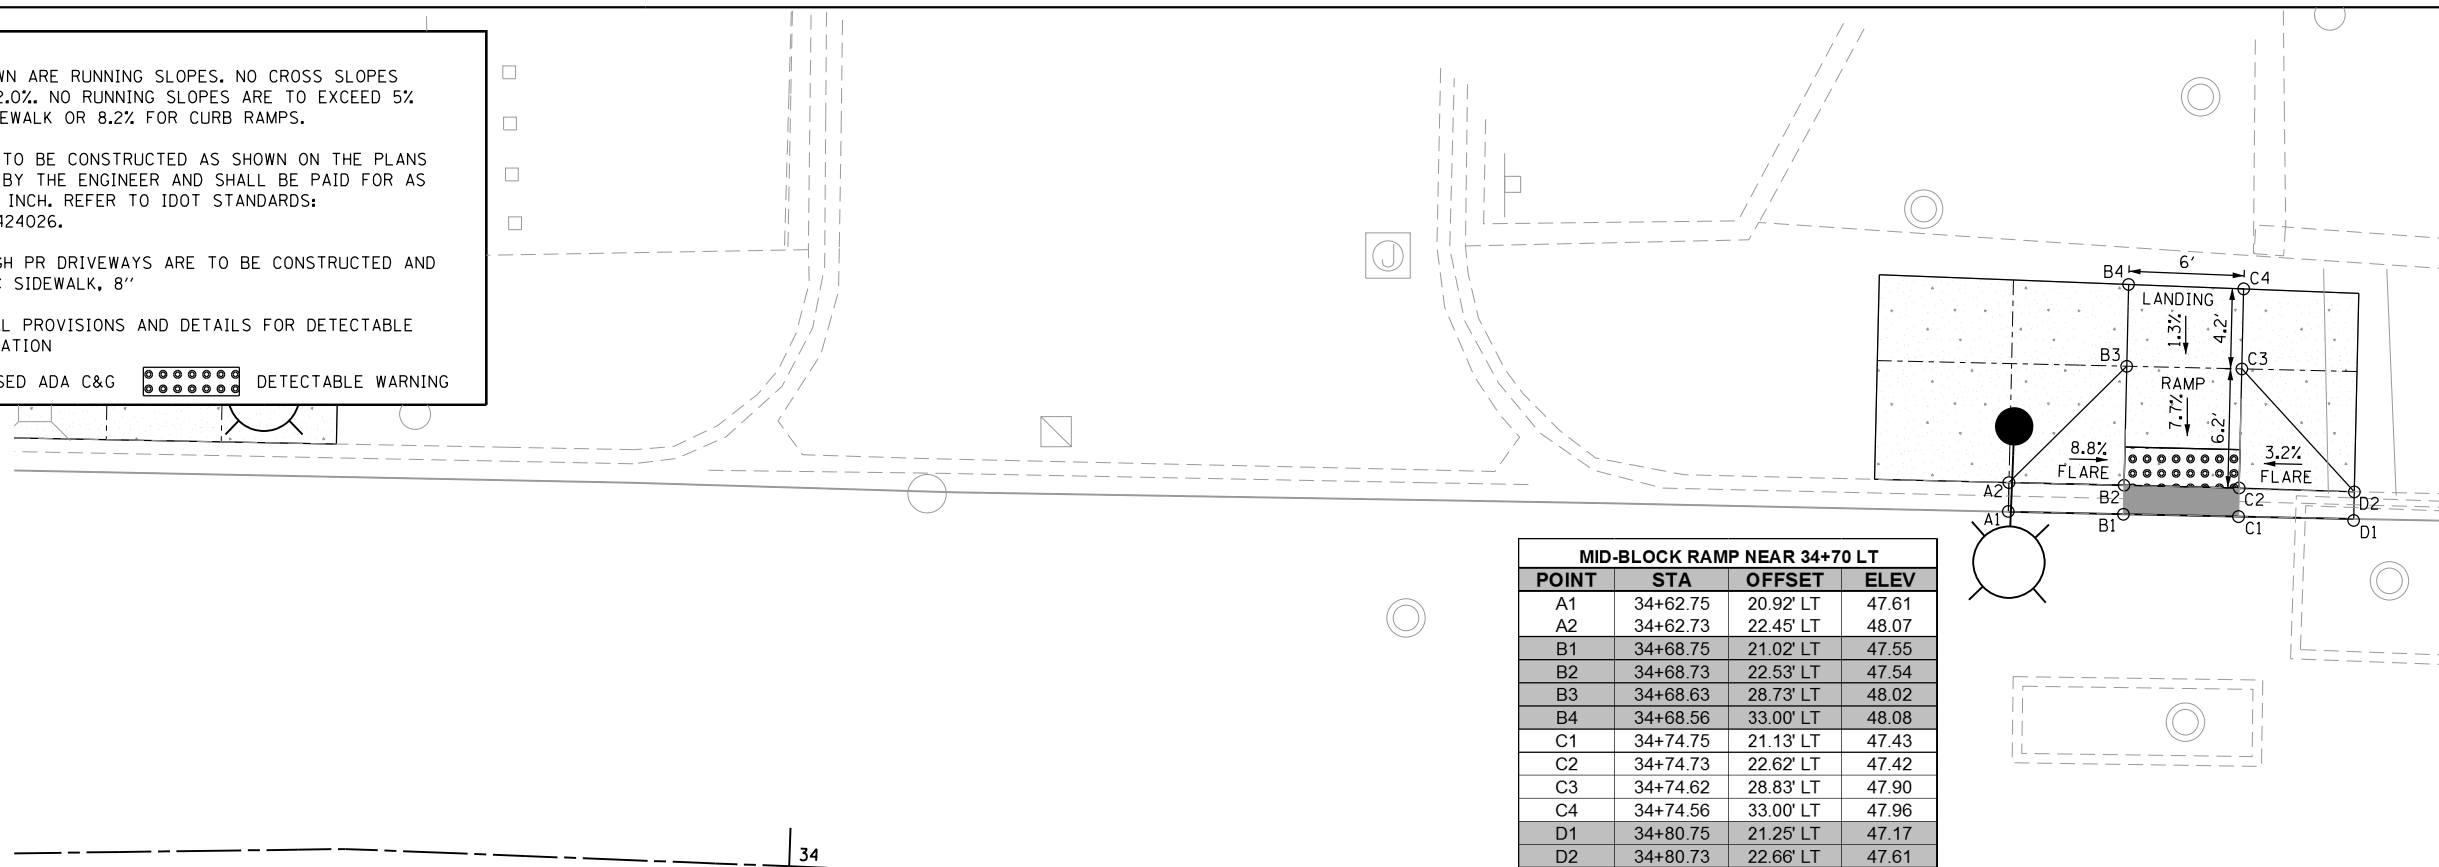 WN ARE RUNNING SLOPES. NO CROSS SLOPES
2.0%. NO RUNNING SLOPES ARE TO EXCEED 5%
EWALK OR 8.2% FOR CURB RAMPS.
TO BE CONSTRUCTED AS SHOWN ON THE PLANS
BY THE ENGINEER AND SHALL BE PAID FOR AS
INCH. REFER TO IDOT STANDARDS:
424026.
GH PR DRIVEWAYS ARE TO BE CONSTRUCTED AND
C SIDEWALK, 8''
L PROVISIONS AND DETAILS FOR DETECTABLE
ATION
SED ADA C&G DETECTABLE WARNING
J
B4 6' C4
LANDING
1.3% 4.2'
B3 C3
RAMP
7.7% 6.2'
8.8% FLARE
3.2% FLARE
A2 B2 C2 D2
A1 B1 C1 D1
MID-BLOCK RAMP NEAR 34+70 LT
POINT STA OFFSET ELEV
A1 34+62.75 20.92' LT 47.61
A2 34+62.73 22.45' LT 48.07
B1 34+68.75 21.02' LT 47.55
B2 34+68.73 22.53' LT 47.54
B3 34+68.63 28.73' LT 48.02
B4 34+68.56 33.00' LT 48.08
C1 34+74.75 21.13' LT 47.43
C2 34+74.73 22.62' LT 47.42
C3 34+74.62 28.83' LT 47.90
C4 34+74.56 33.00' LT 47.96
D1 34+80.75 21.25' LT 47.17
D2 34+80.73 22.66' LT 47.61
34